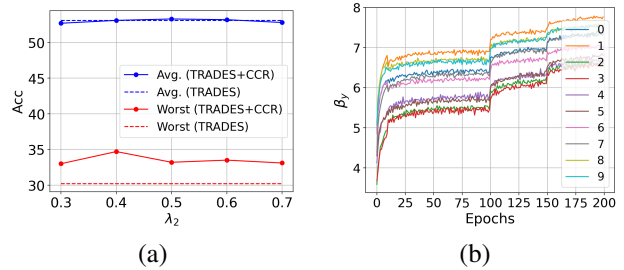 55
50
45
40
35
30
Acc
Avg. (TRADES+CCR)
Avg. (TRADES)
Worst (TRADES+CCR)
Worst (TRADES)
0.3 0.4 0.5 0.6 0.7
λ2
(a)
8
7
6
5
4
βy
0
1
2
3
4
5
6
7
8
9
0 25 50 75 100 125 150 175 200
Epochs
(b)